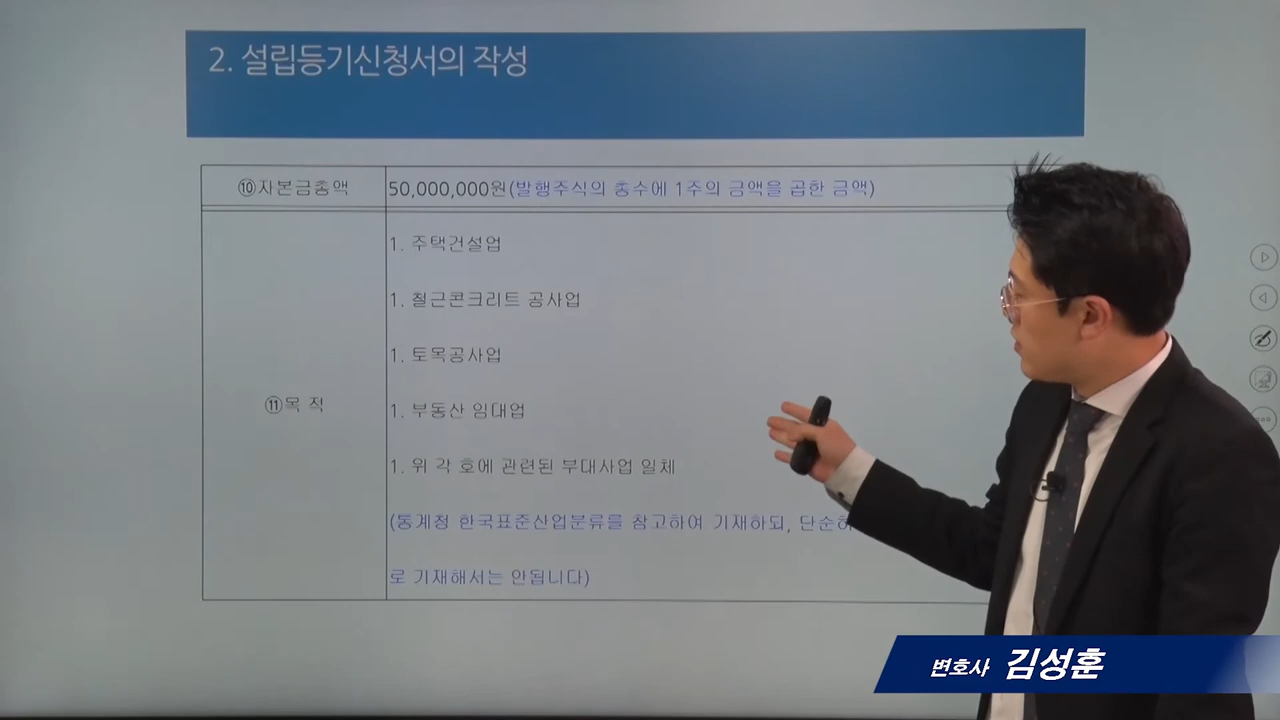 2. 설립등기신청서의 작성
⑩자본금총액 50,000,000원(발행주식의 총수에 1주의 금액을 곱한 금액)
⑪목 적
1. 주택건설업
1. 철근콘크리트 공사업
1. 토목공사업
1. 부동산 임대업
1. 위 각 호에 관련된 부대사업 일체
(통계청 한국표준산업분류를 참고하여 기재하되,
로 기재해서는 안됩니다)
변호사 김성훈